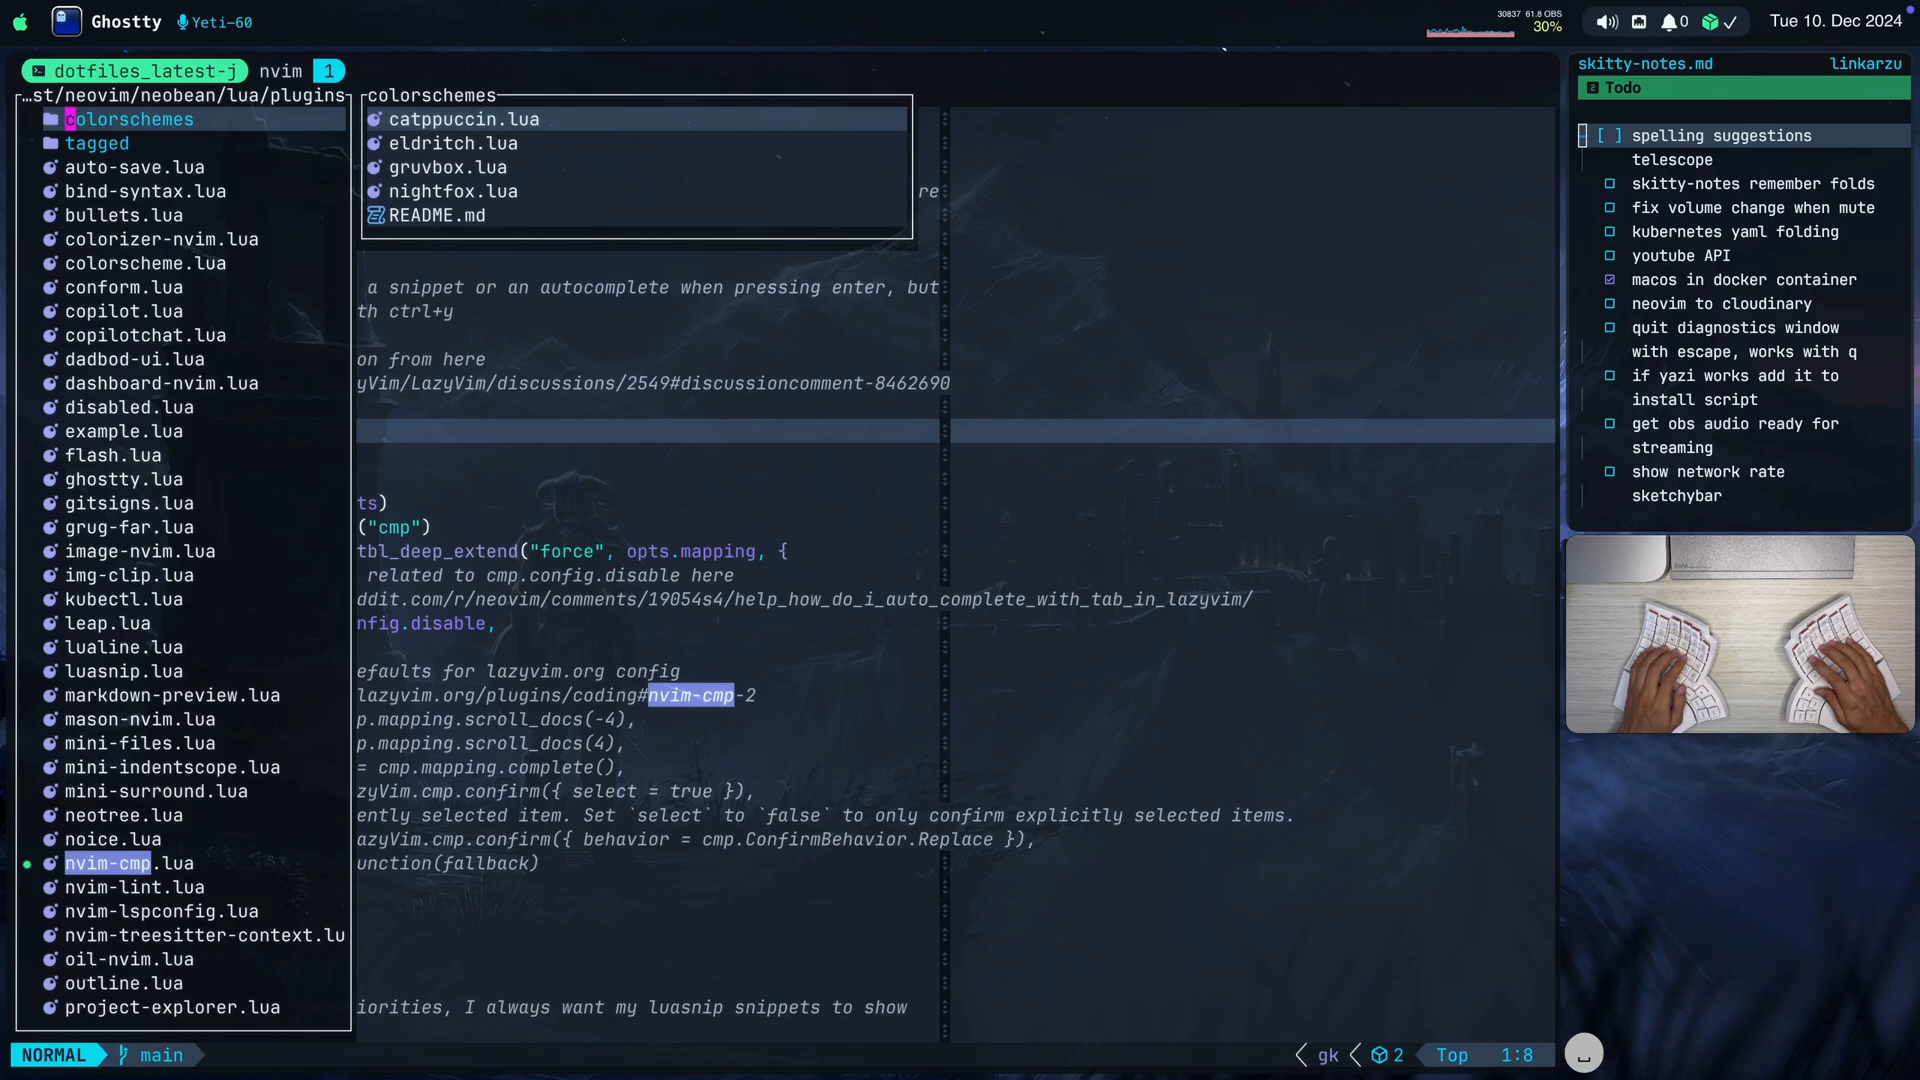 Ghostty Yeti-60
30837 61.8 OBS
30%
0
Tue 10. Dec 2024
dotfiles_latest-j nvim 1
…st/neovim/neobean/lua/plugins
colorschemes
tagged
auto-save.lua
bind-syntax.lua
bullets.lua
colorizer-nvim.lua
colorscheme.lua
conform.lua
copilot.lua
copilotchat.lua
dadbod-ui.lua
dashboard-nvim.lua
disabled.lua
example.lua
flash.lua
ghostty.lua
gitsigns.lua
grug-far.lua
image-nvim.lua
img-clip.lua
kubectl.lua
leap.lua
lualine.lua
luasnip.lua
markdown-preview.lua
mason-nvim.lua
mini-files.lua
mini-indentscope.lua
mini-surround.lua
neotree.lua
noice.lua
nvim-cmp.lua
nvim-lint.lua
nvim-lspconfig.lua
nvim-treesitter-context.lu
oil-nvim.lua
outline.lua
project-explorer.lua
colorschemes
catppuccin.lua
eldritch.lua
gruvbox.lua
nightfox.lua
README.md
re
a snippet or an autocomplete when pressing enter, but
th ctrl+y
on from here
yVim/LazyVim/discussions/2549#discussioncomment-8462690
ts)
("cmp")
tbl_deep_extend("force", opts.mapping, {
related to cmp.config.disable here
ddit.com/r/neovim/comments/19054s4/help_how_do_i_auto_complete_with_tab_in_lazyvim/
nfig.disable,
efaults for lazyvim.org config
lazyvim.org/plugins/coding#nvim-cmp-2
p.mapping.scroll_docs(-4),
p.mapping.scroll_docs(4),
= cmp.mapping.complete(),
zyVim.cmp.confirm({ select = true }),
ently selected item. Set `select` to `false` to only confirm explicitly selected items.
azyVim.cmp.confirm({ behavior = cmp.ConfirmBehavior.Replace }),
unction(fallback)
iorities, I always want my luasnip snippets to show
NORMAL main
gk 2 Top 1:8
skitty-notes.md linkarzu
2 Todo
- [ ] spelling suggestions
telescope
skitty-notes remember folds
fix volume change when mute
kubernetes yaml folding
youtube API
macos in docker container
neovim to cloudinary
quit diagnostics window
with escape, works with q
if yazi works add it to
install script
get obs audio ready for
streaming
show network rate
sketchybar